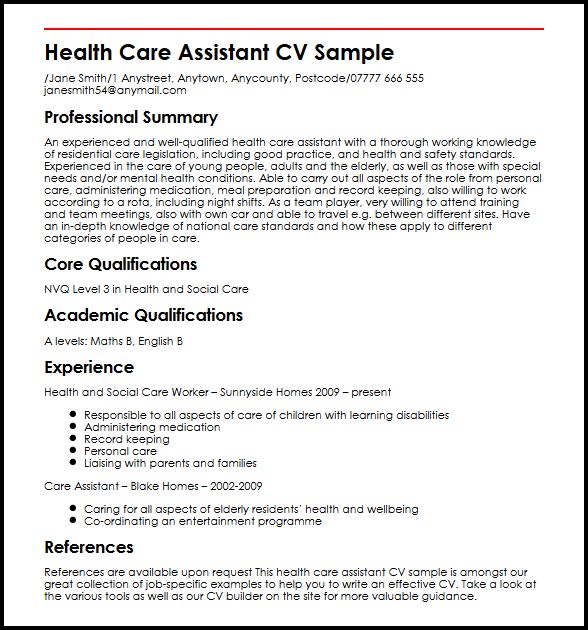 Health Care Assistant CV Sample
/Jane Smith/1 Anystreet, Anytown, Anycounty, Postcode/07777 666 555
janesmith54@anymail.com
Professional Summary
An experienced and well-qualified health care assistant with a thorough working knowledge
of residential care legislation, including good practice, and health and safety standards.
Experienced in the care of young people, adults and the elderly, as well as those with special
needs and/or mental health conditions. Able to carry out all aspects of the role from personal
care, administering medication, meal preparation and record keeping, also willing to work
according to a rota, including night shifts. As a team player, very willing to attend training
and team meetings, also with own car and able to travel e.g. between different sites. Have
an in-depth knowledge of national care standards and how these apply to different
categories of people in care.
Core Qualifications
NVQ Level 3 in Health and Social Care
Academic Qualifications
A levels: Maths B, English B
Experience
Health and Social Care Worker – Sunnyside Homes 2009 – present
● Responsible to all aspects of care of children with learning disabilities
● Administering medication
● Record keeping
● Personal care
● Liaising with parents and families
Care Assistant – Blake Homes – 2002-2009
● Caring for all aspects of elderly residents’ health and wellbeing
● Co-ordinating an entertainment programme
References
References are available upon request This health care assistant CV sample is amongst our
great collection of job-specific examples to help you to write an effective CV. Take a look at
the various tools as well as our CV builder on the site for more valuable guidance.